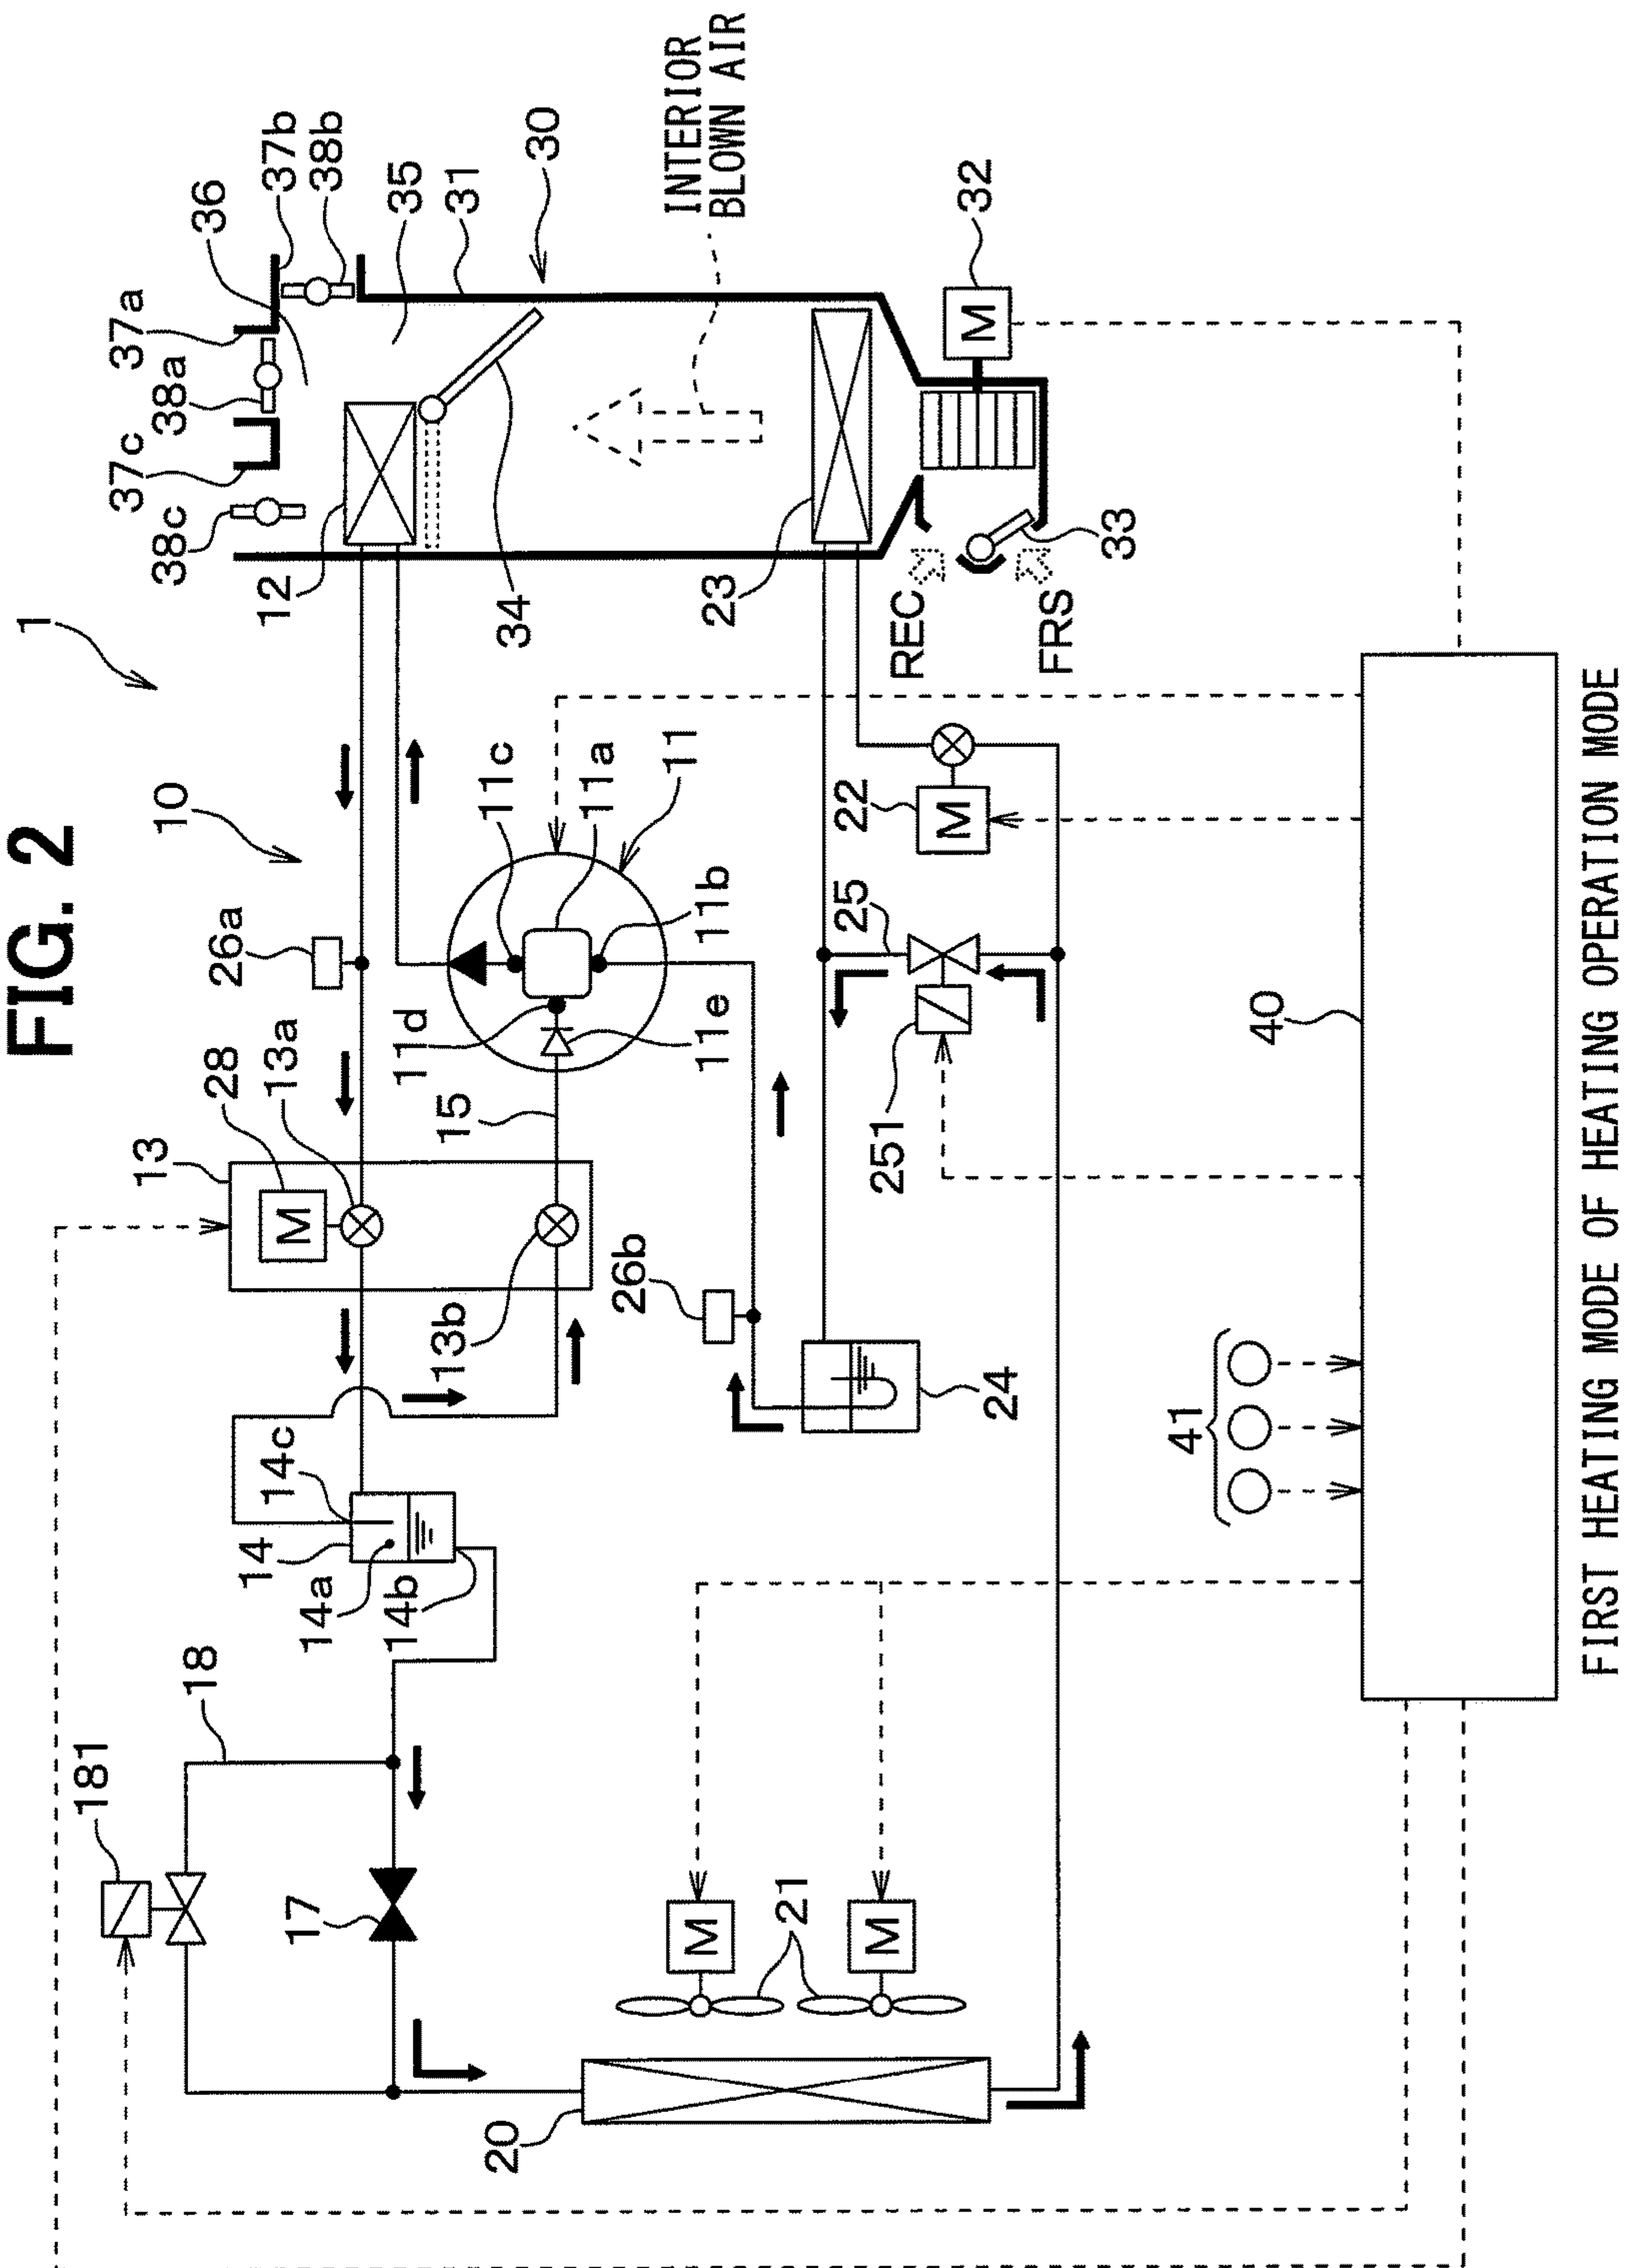 FIG. 2
1
10
11
11a
11b
11c
11d
11e
12
13
13a
13b
14
14a
14b
14c
15
17
18
181
20
21
22
23
24
25
251
26a
26b
28
30
31
32
33
34
35
36
37a
37b
37c
38a
38b
38c
40
41
M
M
M
M
M
INTERIOR
BLOWN AIR
REC
FRS
FIRST HEATING MODE OF HEATING OPERATION MODE